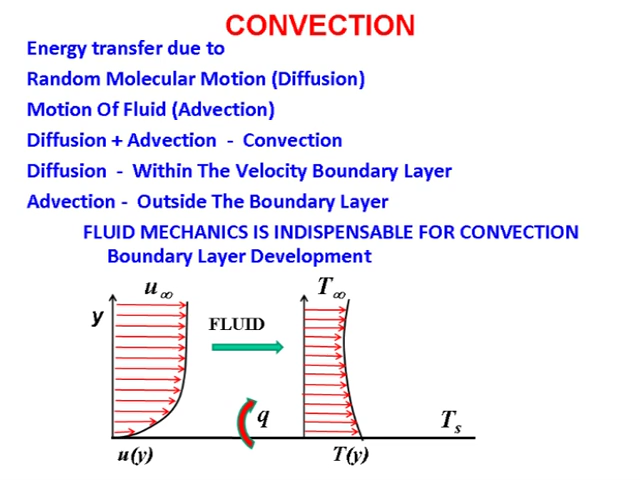 CONVECTION
Energy transfer due to
Random Molecular Motion (Diffusion)
Motion Of Fluid (Advection)
Diffusion + Advection - Convection
Diffusion - Within The Velocity Boundary Layer
Advection - Outside The Boundary Layer
FLUID MECHANICS IS INDISPENSABLE FOR CONVECTION
Boundary Layer Development
u∞ T∞
y FLUID
q Ts
u(y) T(y)